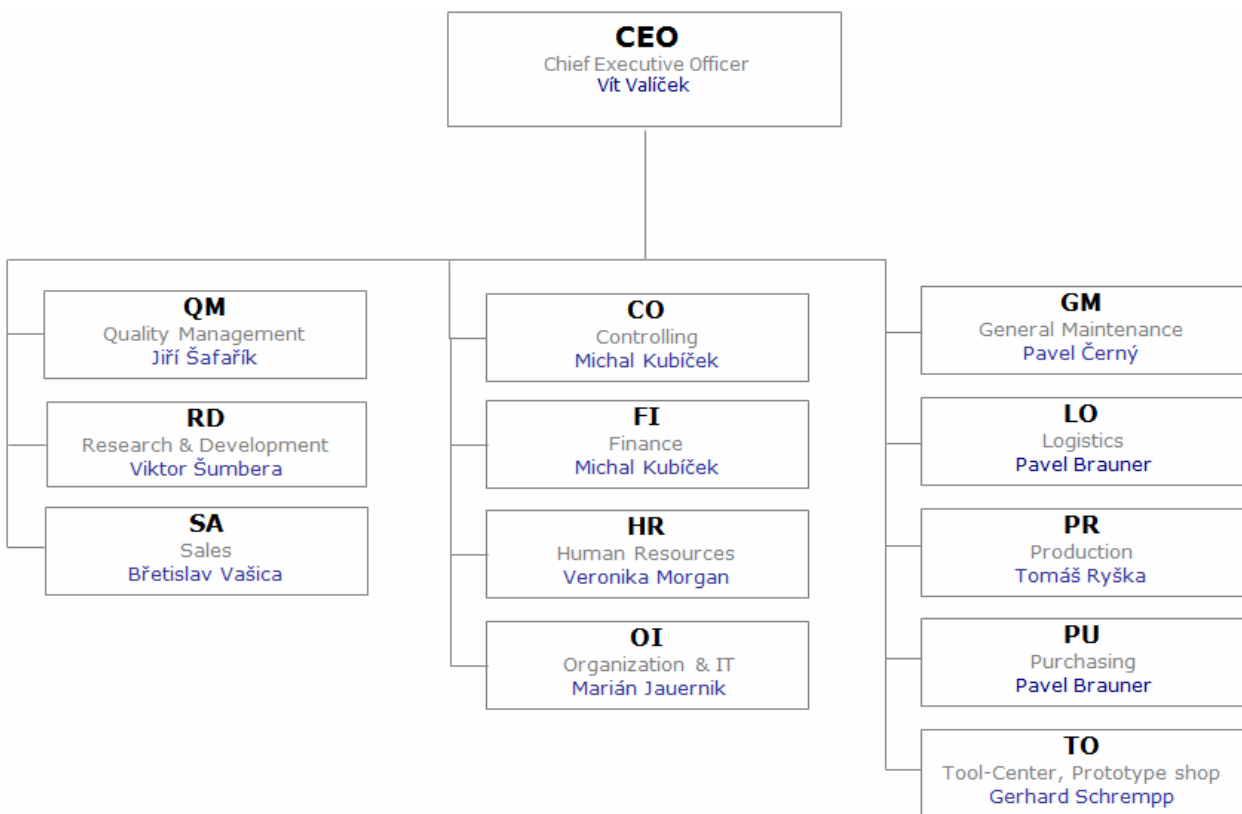 CEO
Chief Executive Officer
Vít Valíček
QM
Quality Management
Jiří Šafařík
RD
Research & Development
Viktor Šumbera
SA
Sales
Břetislav Vašica
CO
Controlling
Michal Kubíček
FI
Finance
Michal Kubíček
HR
Human Resources
Veronika Morgan
OI
Organization & IT
Marián Jauernik
GM
General Maintenance
Pavel Černý
LO
Logistics
Pavel Brauner
PR
Production
Tomáš Ryška
PU
Purchasing
Pavel Brauner
TO
Tool-Center, Prototype shop
Gerhard Schrempp